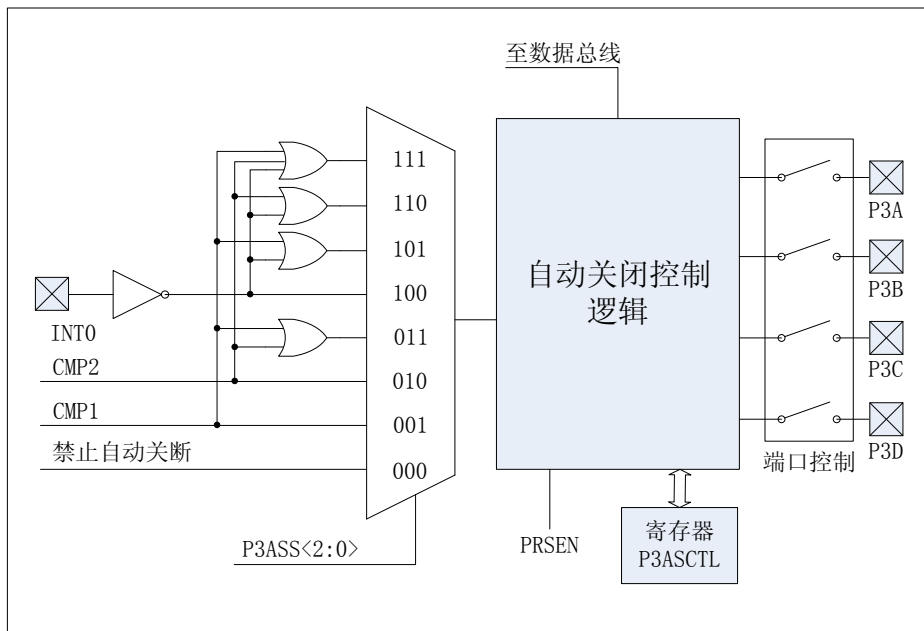 至数据总线
111
110
101
100
011
010
001
000
INT0
CMP2
CMP1
禁止自动关断
P3ASS<2:0>
自动关闭控制
逻辑
PRSEN
寄存器
P3ASCTL
P3A
P3B
P3C
P3D
端口控制